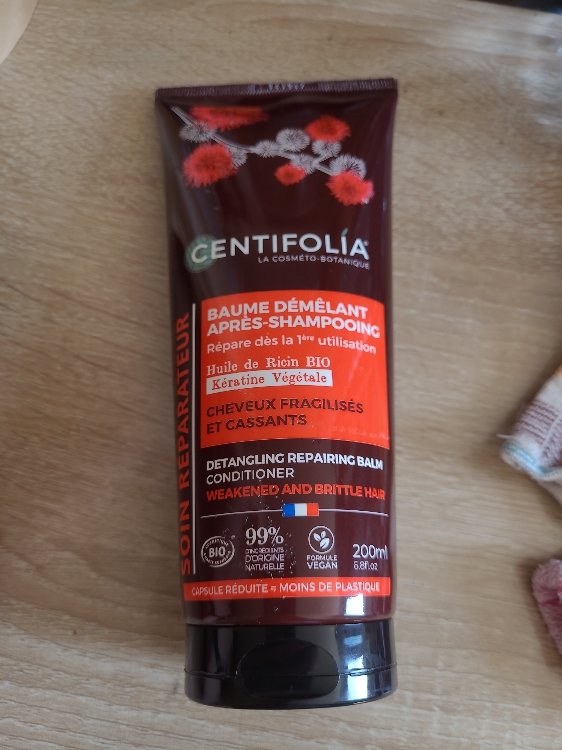 CENTIFOLIA
LA COSMÉTO-BOTANIQUE
SOIN RÉPARATEUR
BAUME DÉMÊLANT
APRÈS-SHAMPOOING
Répare dès la 1ère utilisation
Huile de Ricin BIO
Kératine Végétale
CHEVEUX FRAGILISÉS
ET CASSANTS
DETANGLING REPAIRING BALM
CONDITIONER
WEAKENED AND BRITTLE HAIR
BIO
99%
D'INGRÉDIENTS
D'ORIGINE
NATURELLE
FORMULE
VEGAN
200ml
6.8fl.oz
CAPSULE RÉDUITE = MOINS DE PLASTIQUE